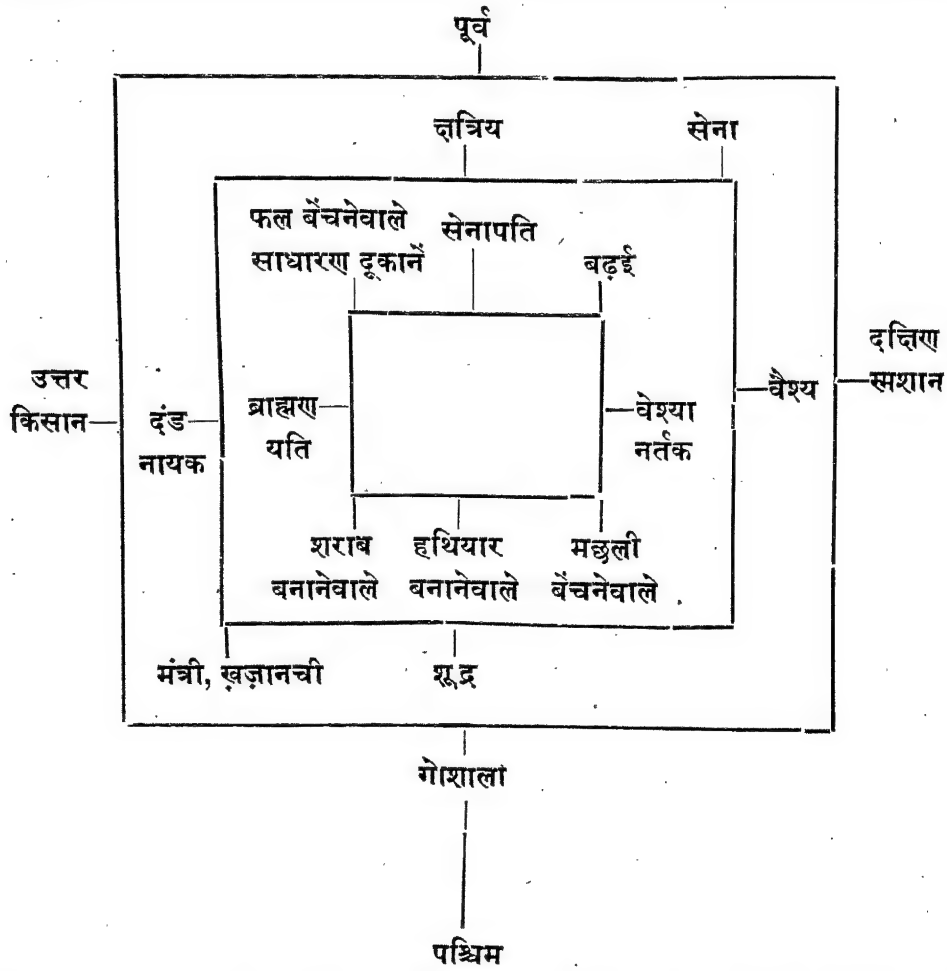 पूर्व
क्षत्रिय
सेना
फल बेंचनेवाले
साधारण दूकानें
सेनापति
बढ़ई
उत्तर
किसान
दंड
नायक
ब्राह्मण
यति
वेश्या
नर्तक
वैश्य
दक्षिण
स्मशान
शराब
बनानेवाले
हथियार
बनानेवाले
मछली
बेंचनेवाले
मंत्री, ख़ज़ानची
शूद्र
गोशाला
पश्चिम